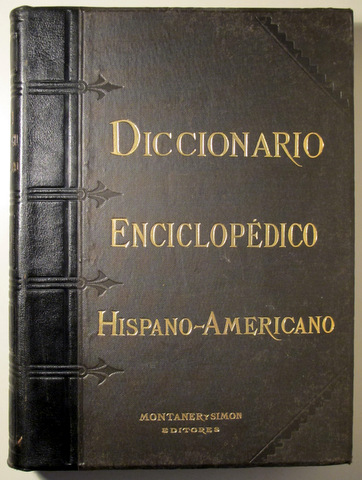 DICCIONARIO
ENCICLOPÉDICO
HISPANO-AMERICANO
MONTANER Y SIMON
EDITORES